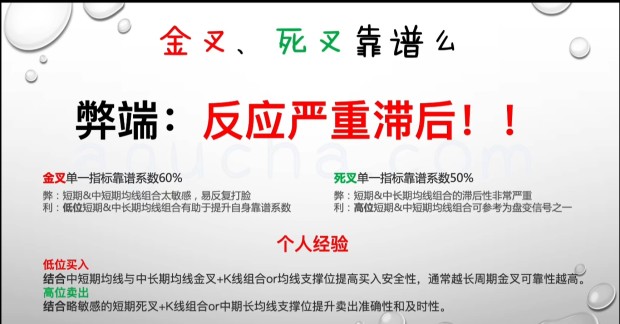 金叉、死叉靠谱么
弊端：反应严重滞后！！
金叉单一指标靠谱系数60%
弊：短期&中短期均线组合太敏感，易反复打脸
利：低位短期&中长期均线组合有助于提升自身靠谱系数
死叉单一指标靠谱系数50%
弊：短期&中长期均线组合的滞后性非常严重
利：高位短期&中短期均线组合可参考为盘变信号之一
个人经验
低位买入
结合中短期均线与中长期均线金叉+K线组合or均线支撑位提高买入安全性，通常越长周期金叉可靠性越高。
高位卖出
结合略敏感的短期死叉+K线组合or中期长均线支撑位提升卖出准确性和及时性。